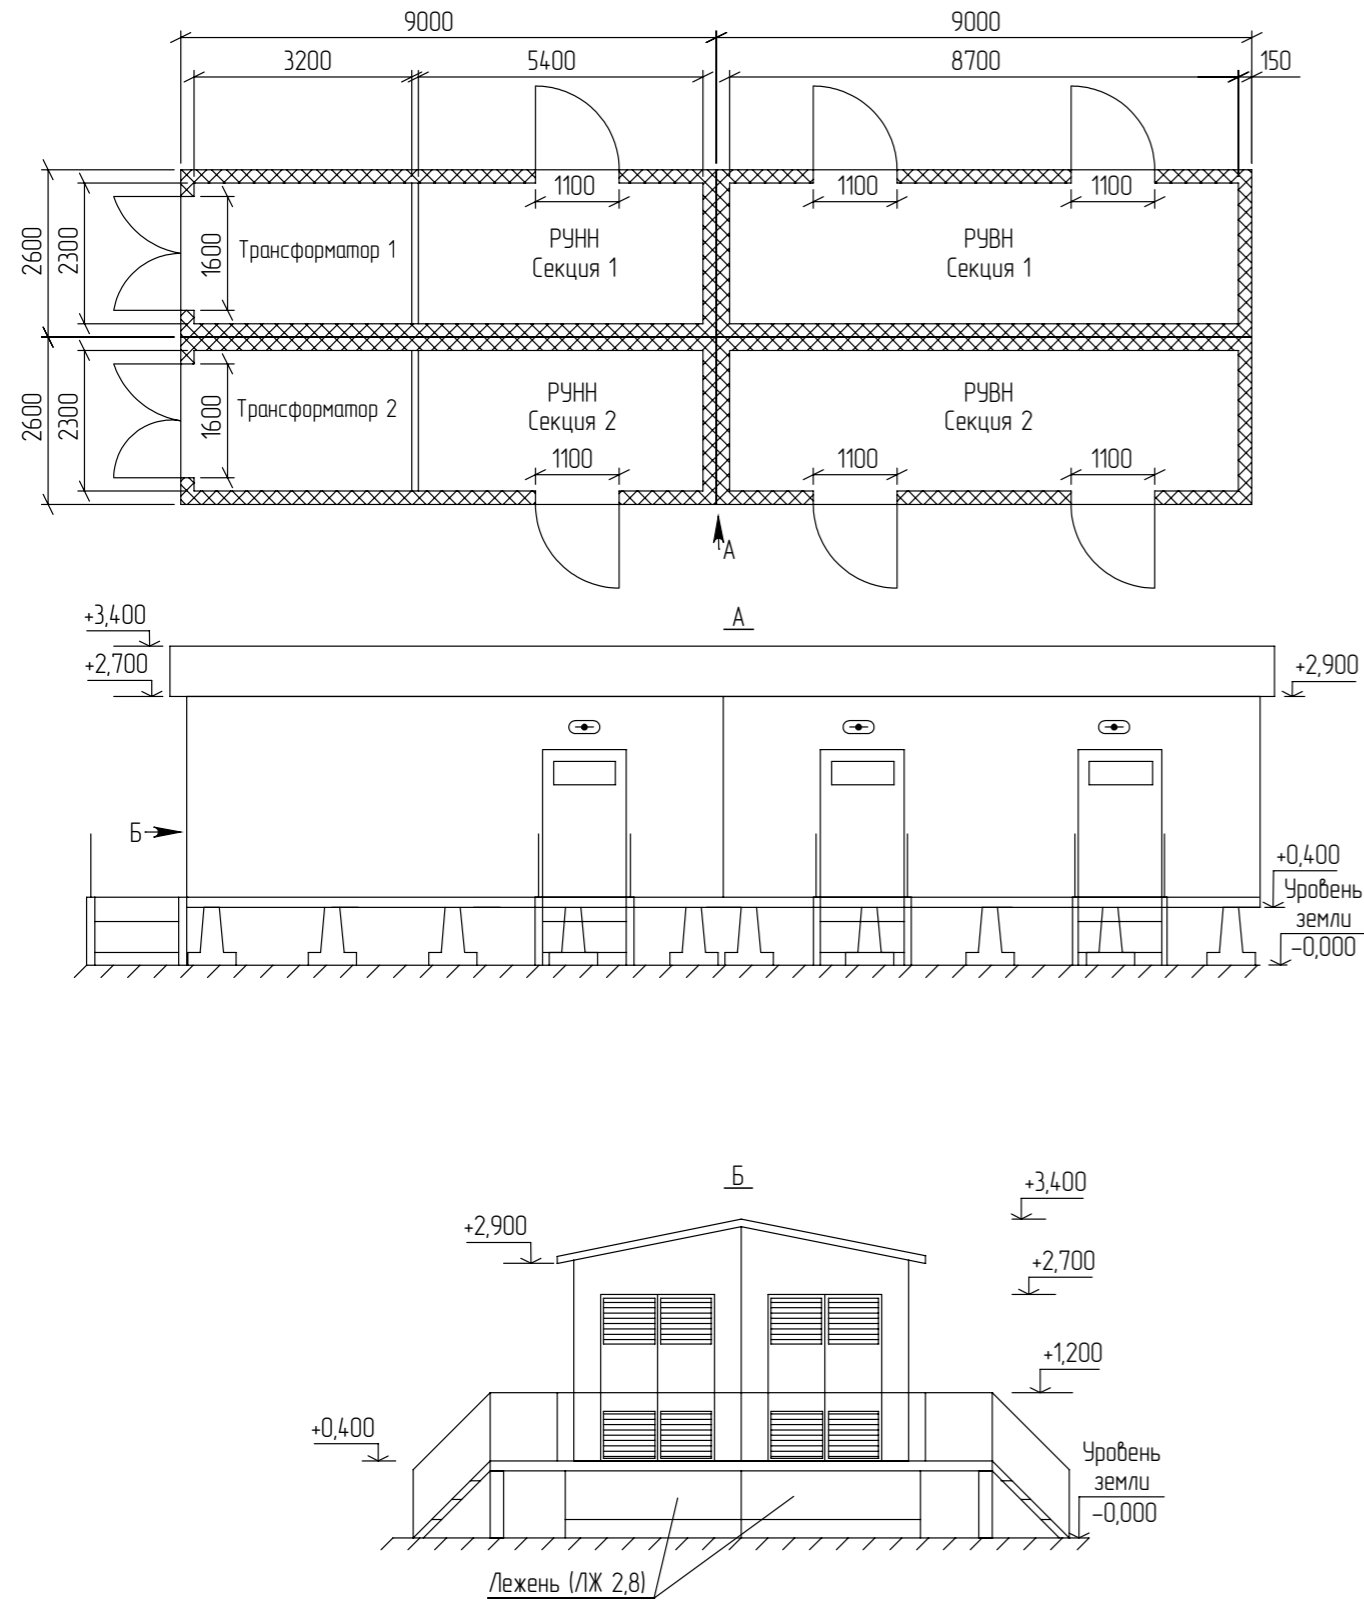 9000 9000
3200 5400 8700 150
1100 1100 1100
2600 2300 1600 Трансформатор 1
РУНН
Секция 1
РУВН
Секция 1
2600 2300 1600 Трансформатор 2
РУНН
Секция 2
РУВН
Секция 2
1100 1100 1100
А
А
+3,400
+2,700
+2,900
Б
+0,400
Уровень
земли
-0,000
Б
+3,400
+2,900
+2,700
+1,200
+0,400
Уровень
земли
-0,000
Лежень (ЛЖ 2,8)